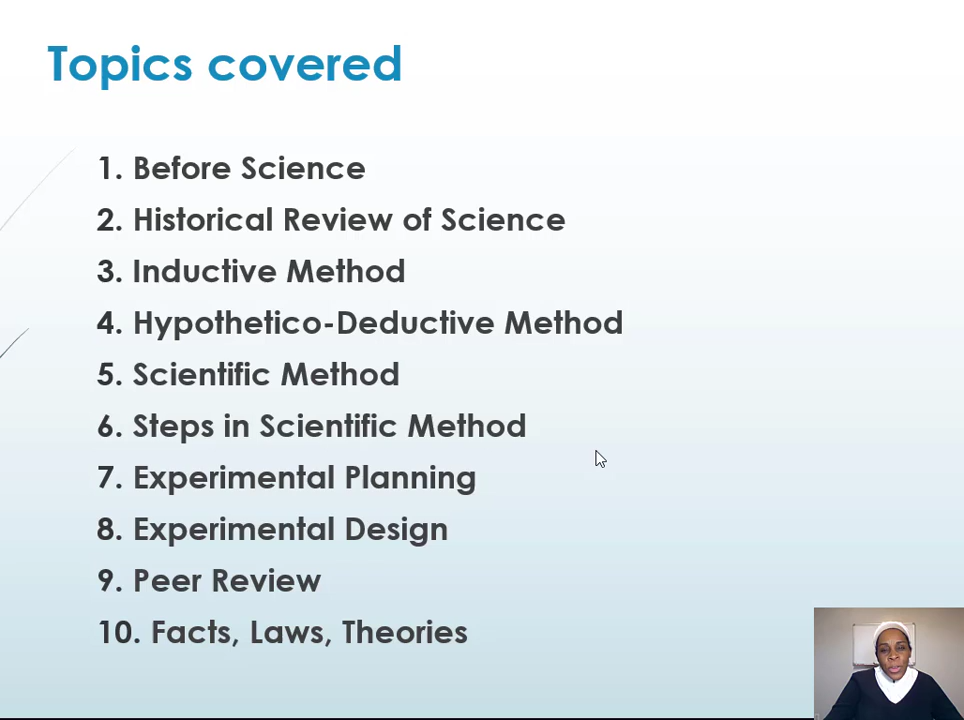 Topics covered
1. Before Science
2. Historical Review of Science
3. Inductive Method
4. Hypothetico-Deductive Method
5. Scientific Method
6. Steps in Scientific Method
7. Experimental Planning
8. Experimental Design
9. Peer Review
10. Facts, Laws, Theories